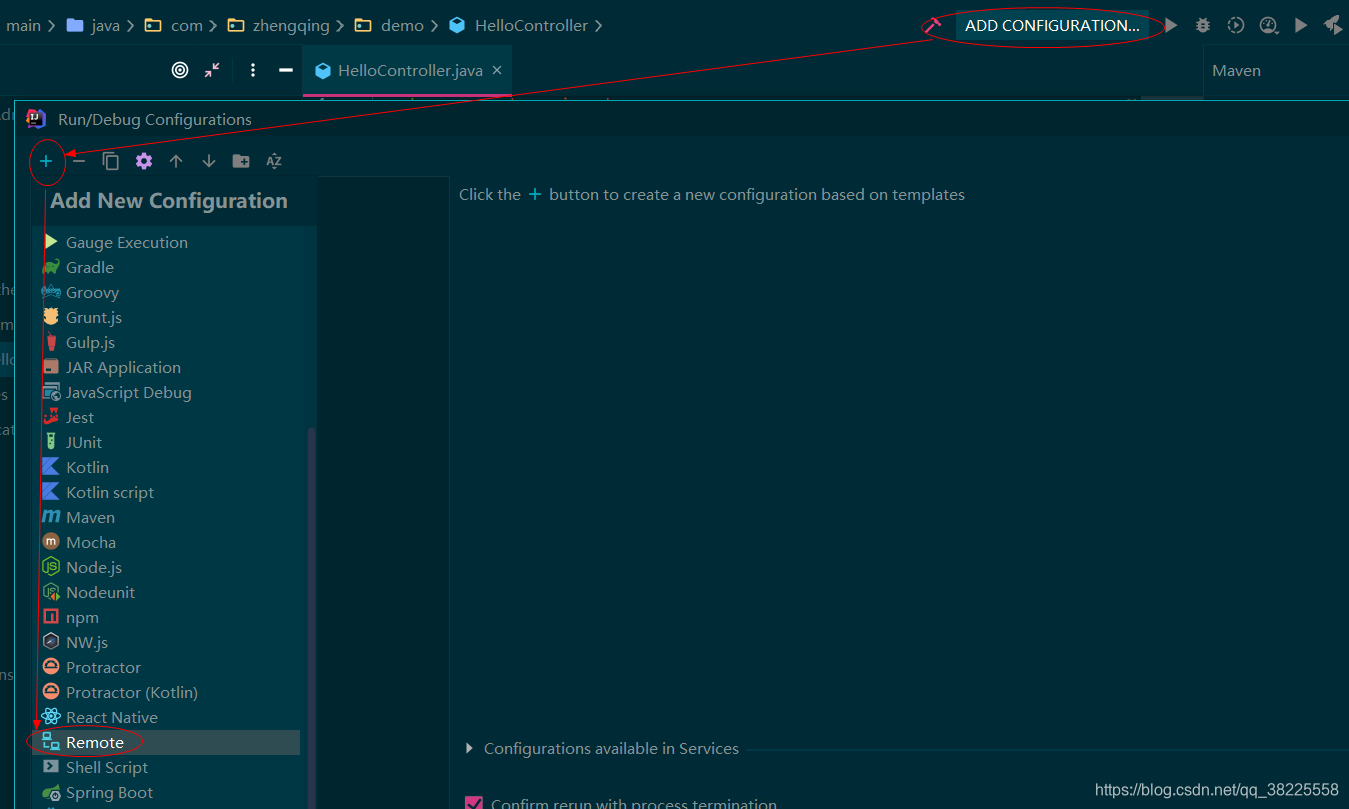 main java com zhengqing demo HelloController
ADD CONFIGURATION...
HelloController.java
Maven
Run/Debug Configurations
Add New Configuration
Click the + button to create a new configuration based on templates
Gauge Execution
Gradle
Groovy
Grunt.js
Gulp.js
JAR Application
JavaScript Debug
Jest
JUnit
Kotlin
Kotlin script
Maven
Mocha
Node.js
Nodeunit
npm
NW.js
Protractor
Protractor (Kotlin)
React Native
Remote
Shell Script
Spring Boot
Configurations available in Services
Confirm rerun with process termination
https://blog.csdn.net/qq_38225558